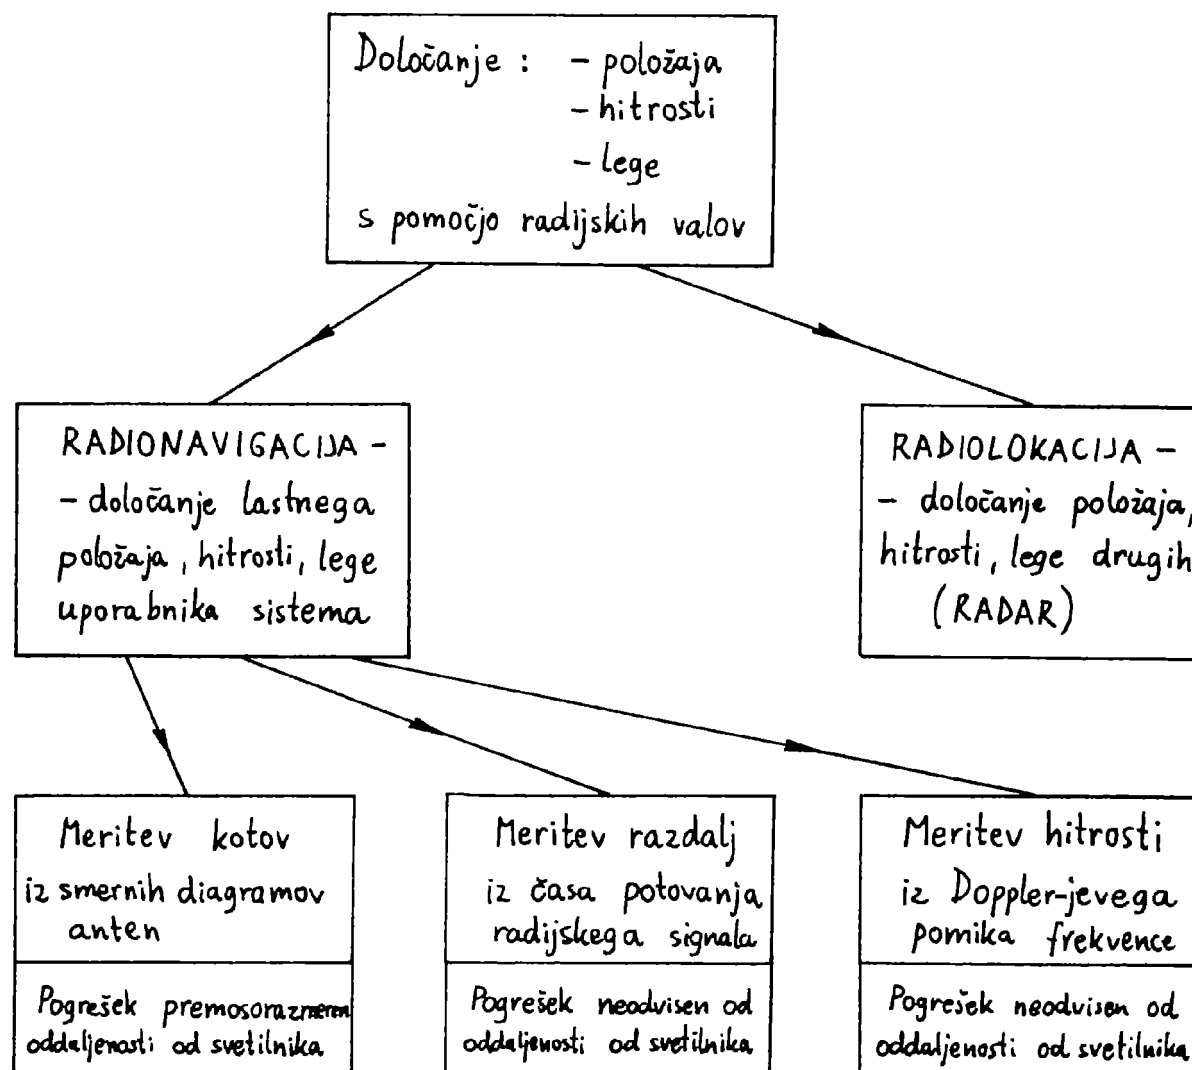 Določanje : - položaja
- hitrosti
- lege
s pomočjo radijskih valov
RADIONAVIGACIJA -
- določanje lastnega
položaja, hitrosti, lege
uporabnika sistema
RADIOLOKACIJA -
- določanje položaja,
hitrosti, lege drugih
(RADAR)
Meritev kotov
iz smernih diagramov
anten
Pogrešek premosorazmeren
oddaljenosti od svetilnika
Meritev razdalj
iz časa potovanja
radijskega signala
Pogrešek neodvisen od
oddaljenosti od svetilnika
Meritev hitrosti
iz Doppler-jevega
pomika frekvence
Pogrešek neodvisen od
oddaljenosti od svetilnika